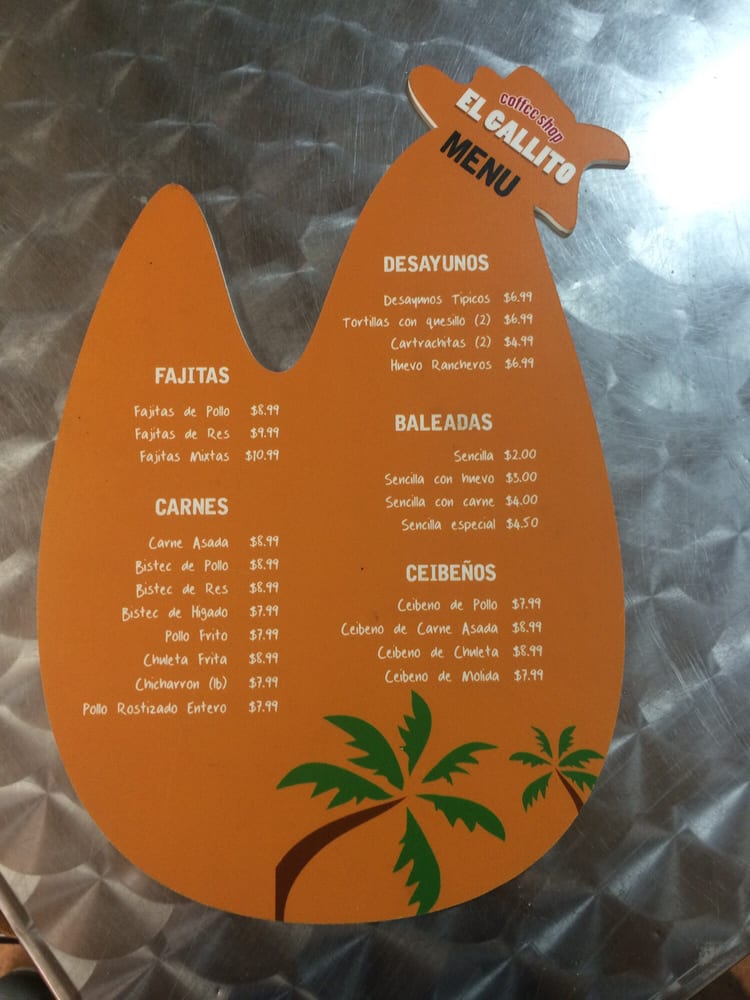 coffee shop
EL GALLITO
MENU
DESAYUNOS
Desayunos Tipicos $6.99
Tortillas con quesillo (2) $6.99
Cartrachitas (2) $4.99
Huevo Rancheros $6.99
BALEADAS
Sencilla $2.00
Sencilla con huevo $3.00
Sencilla con carne $4.00
Sencilla especial $4.50
CEIBEÑOS
Ceibeno de Pollo $7.99
Ceibeno de Carne Asada $8.99
Ceibeno de Chuleta $8.99
Ceibeno de Molida $7.99
FAJITAS
Fajitas de Pollo $8.99
Fajitas de Res $9.99
Fajitas Mixtas $10.99
CARNES
Carne Asada $8.99
Bistec de Pollo $8.99
Bistec de Res $8.99
Bistec de Higado $7.99
Pollo Frito $7.99
Chuleta Frita $8.99
Chicharron (lb) $7.99
Pollo Rostizado Entero $7.99